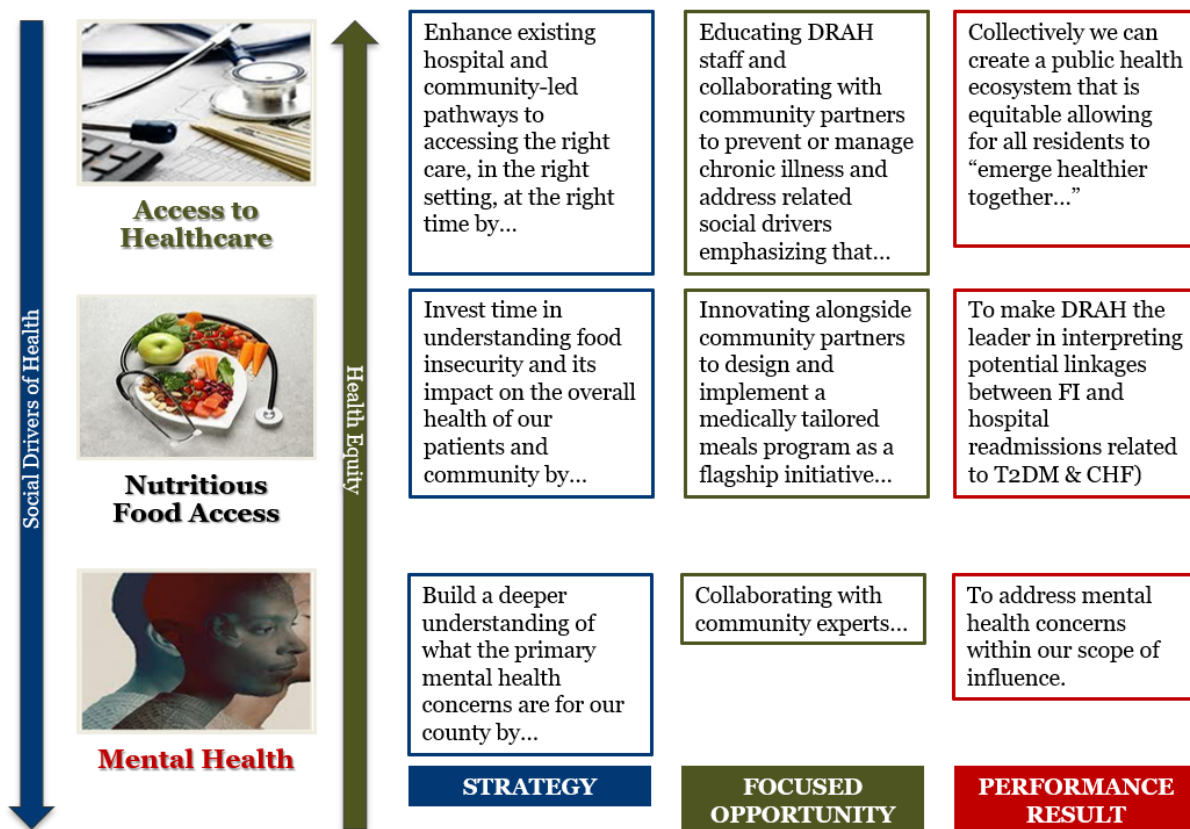 Social Drivers of Health
Health Equity
Access to
Healthcare
Enhance existing
hospital and
community-led
pathways to
accessing the right
care, in the right
setting, at the right
time by...
Educating DRAH
staff and
collaborating with
community partners
to prevent or manage
chronic illness and
address related
social drivers
emphasizing that...
Collectively we can
create a public health
ecosystem that is
equitable allowing
for all residents to
“emerge healthier
together...”
Nutritious
Food Access
Invest time in
understanding food
insecurity and its
impact on the overall
health of our
patients and
community by...
Innovating alongside
community partners
to design and
implement a
medically tailored
meals program as a
flagship initiative...
To make DRAH the
leader in interpreting
potential linkages
between FI and
hospital
readmissions related
to T2DM & CHF)
Mental Health
Build a deeper
understanding of
what the primary
mental health
concerns are for our
county by...
Collaborating with
community experts...
To address mental
health concerns
within our scope of
influence.
STRATEGY
FOCUSED
OPPORTUNITY
PERFORMANCE
RESULT